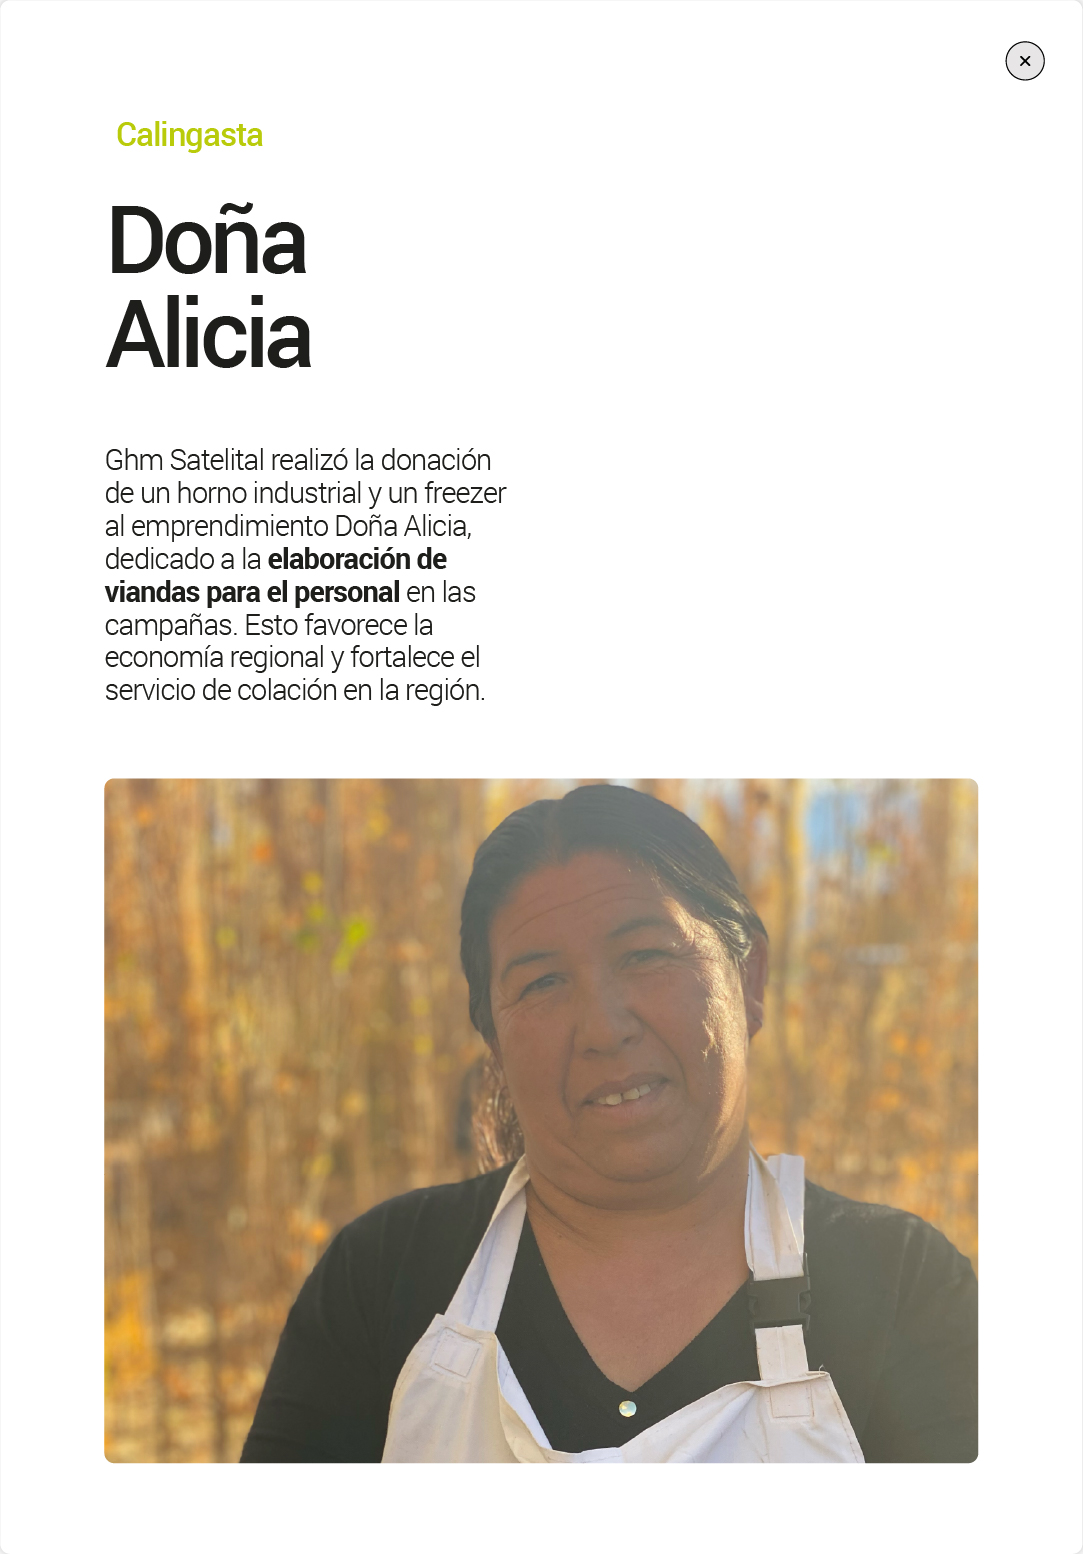 Calingasta
Doña
Alicia
Ghm Satelital realizó la donación
de un horno industrial y un freezer
al emprendimiento Doña Alicia,
dedicado a la elaboración de
viandas para el personal en las
campañas. Esto favorece la
economía regional y fortalece el
servicio de colación en la región.